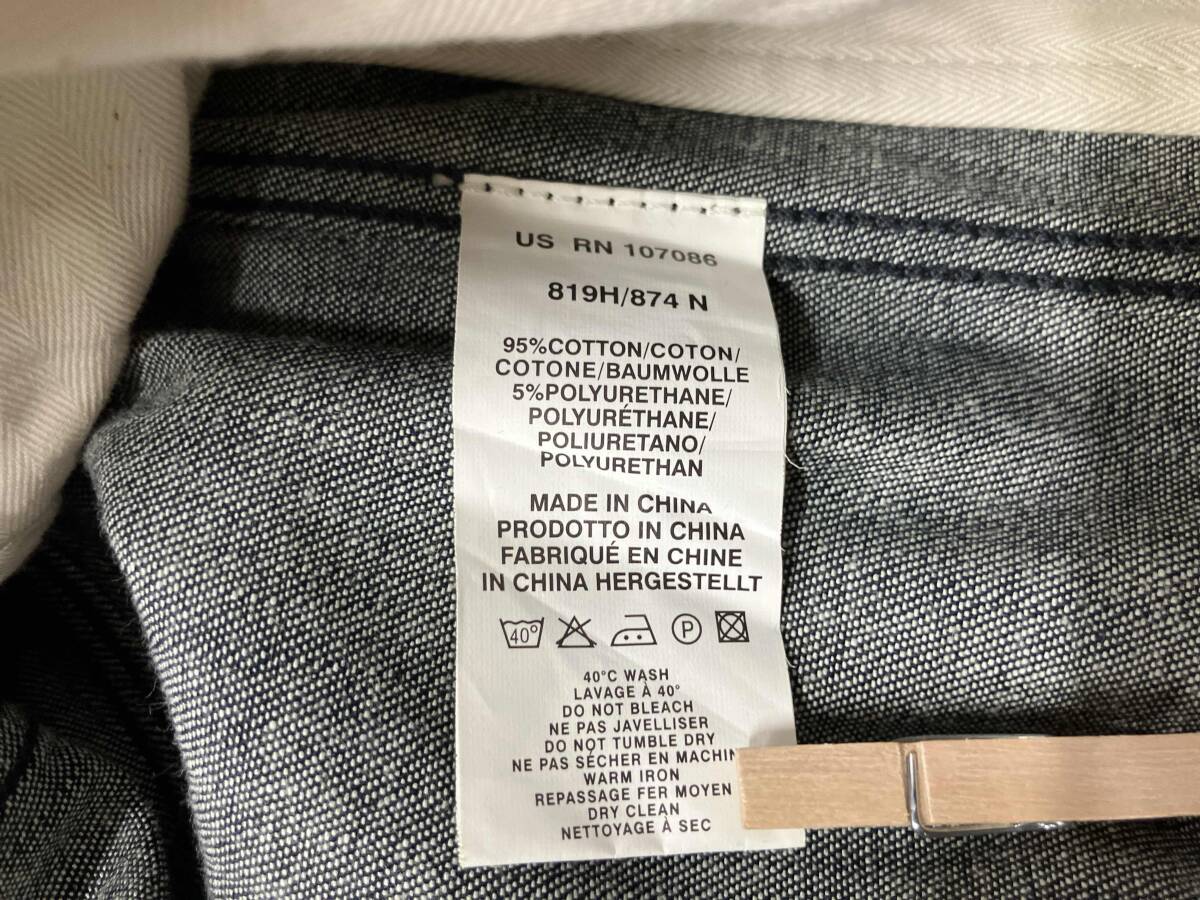 US RN 107086
819H/874 N
95%COTTON/COTON/
COTONE/BAUMWOLLE
5%POLYURETHANE/
POLYURÉTHANE/
POLIURETANO/
POLYURETHAN
MADE IN CHINA
PRODOTTO IN CHINA
FABRIQUÉ EN CHINE
IN CHINA HERGESTELLT
40° P
40°C WASH
LAVAGE À 40°
DO NOT BLEACH
NE PAS JAVELLISER
DO NOT TUMBLE DRY
NE PAS SÉCHER EN MACHIN
WARM IRON
REPASSAGE FER MOYEN
DRY CLEAN
NETTOYAGE À SEC